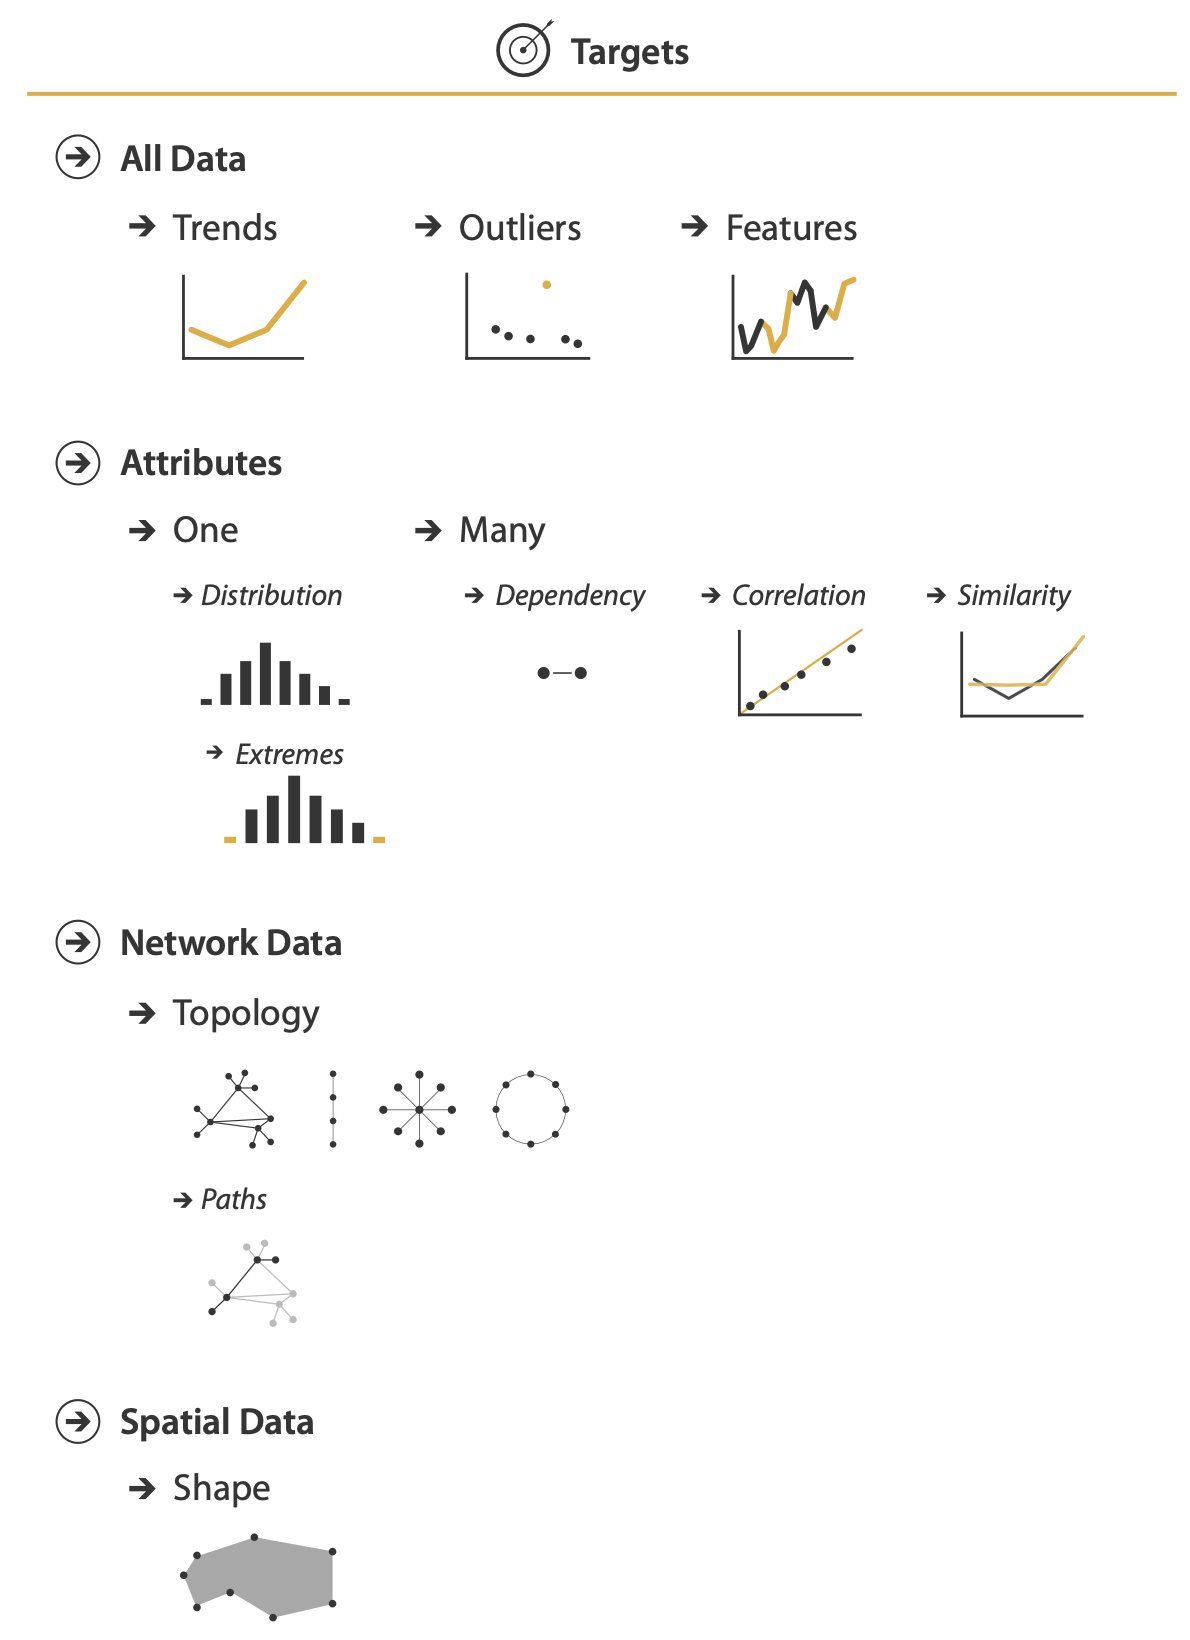 Targets
All Data
Trends
Outliers
Features
Attributes
One
Many
Distribution
Dependency
Correlation
Similarity
Extremes
Network Data
Topology
Paths
Spatial Data
Shape